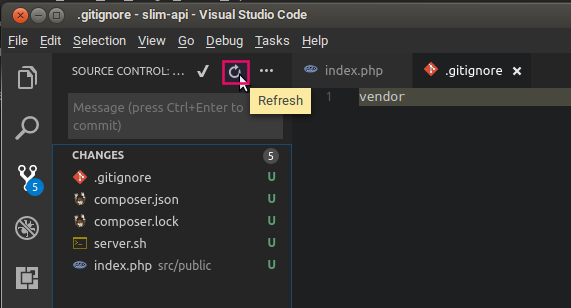 .gitignore - slim-api - Visual Studio Code
File Edit Selection View Go Debug Tasks Help
SOURCE CONTROL: ...
index.php
.gitignore
Refresh
Message (press Ctrl+Enter to
commit)
1 vendor
CHANGES 5
.gitignore U
composer.json U
5
composer.lock U
server.sh U
index.php src/public U